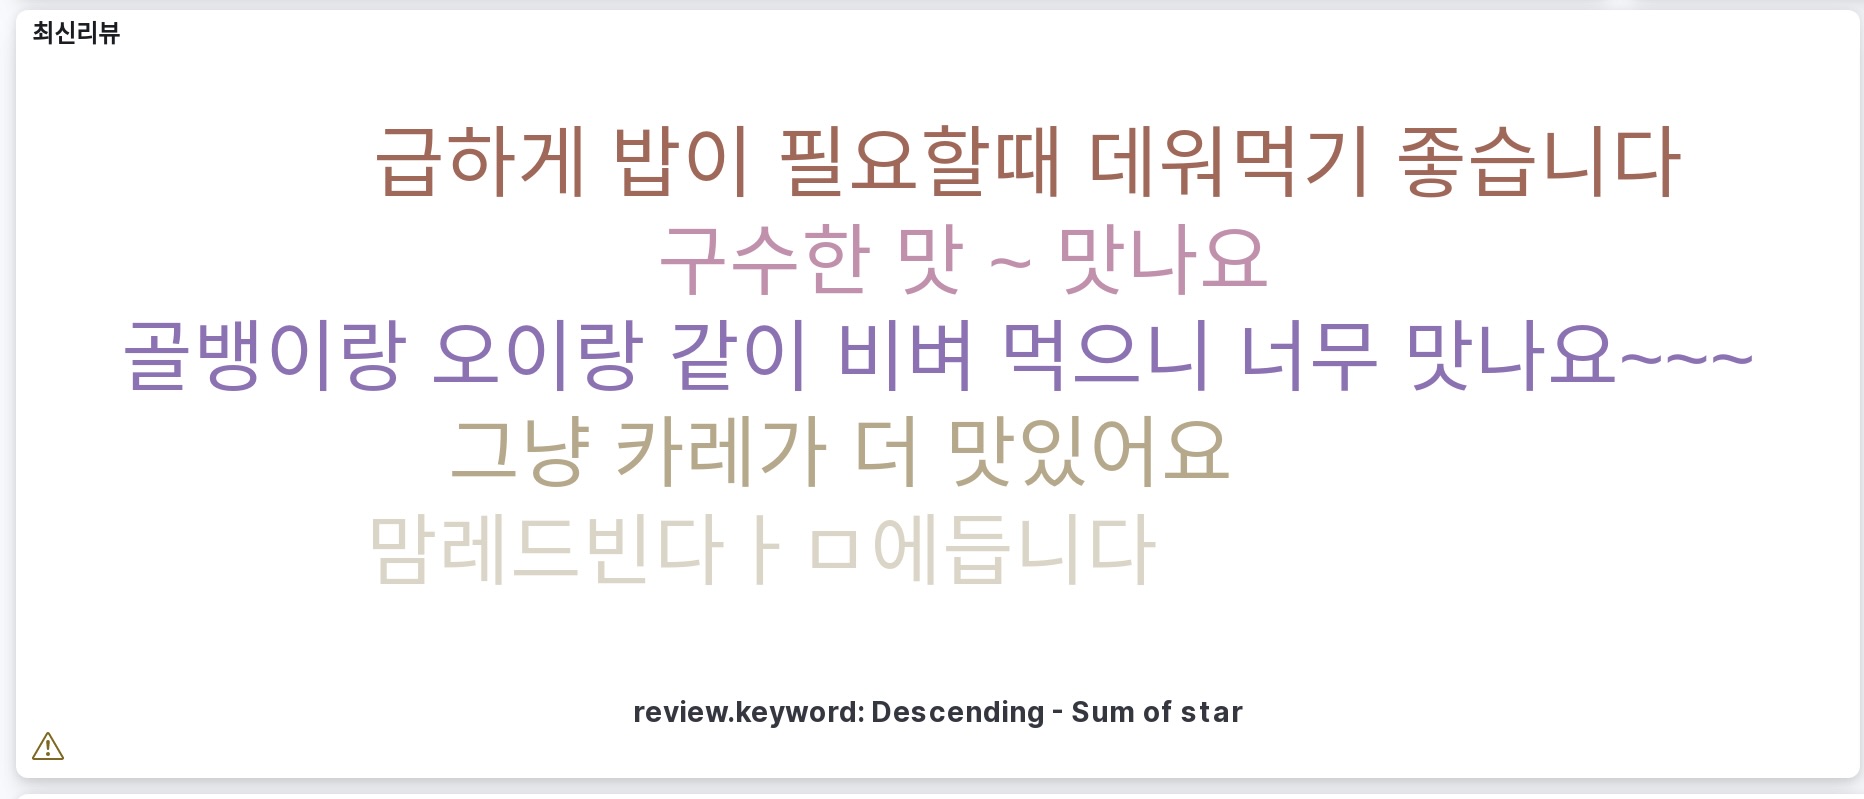 최신리뷰
급하게 밥이 필요할때 데워먹기 좋습니다
구수한 맛 ~ 맛나요
골뱅이랑 오이랑 같이 비벼 먹으니 너무 맛나요~~~
그냥 카레가 더 맛있어요
맘레드빈다ㅏㅁ에듭니다
review.keyword: Descending - Sum of star